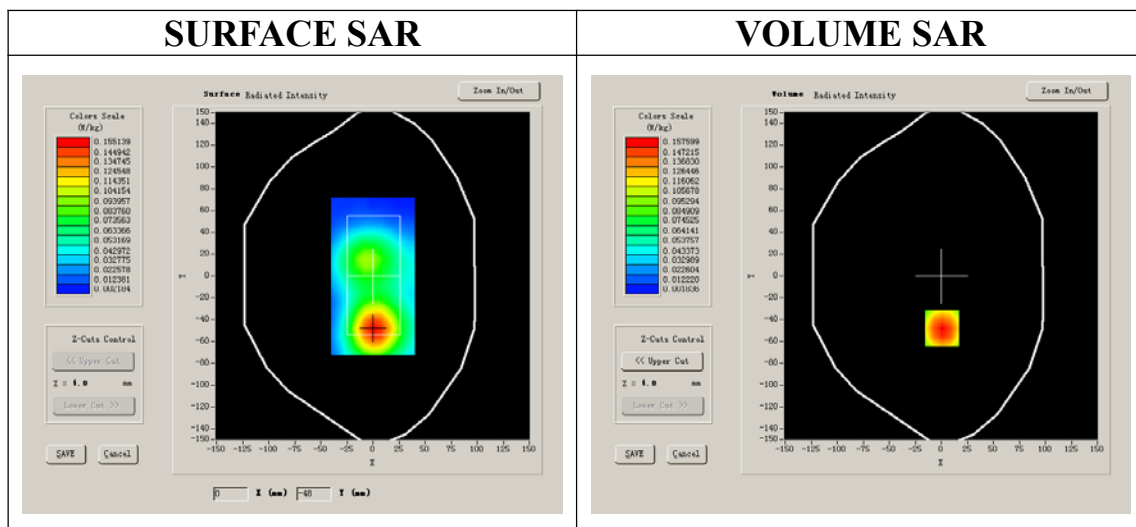 SURFACE SAR
VOLUME SAR
Surface Radiated Intensity
Zoom In/Out
Colors Scale
(W/kg)
0.155139
0.144942
0.134745
0.124548
0.114351
0.104154
0.093957
0.083760
0.073563
0.063366
0.053169
0.042972
0.032775
0.022578
0.012381
0.002184
150
140
120
100
80
60
40
20
0
-20
-40
-60
-80
-100
-120
-140
-150
Y
-150 -125 -100 -75 -50 -25 0 25 50 75 100 125 150
X
Z-Cuts Control
<< Upper Cut
Z = 4.0 mm
Lower Cut >>
SAVE Cancel
0 X (mm) -48 Y (mm)
Volume Radiated Intensity
Zoom In/Out
Colors Scale
(W/kg)
0.157599
0.147215
0.136830
0.126446
0.116062
0.105678
0.095294
0.084909
0.074525
0.064141
0.053757
0.043373
0.032989
0.022604
0.012220
0.001836
150
140
120
100
80
60
40
20
0
-20
-40
-60
-80
-100
-120
-140
-150
Y
-150 -125 -100 -75 -50 -25 0 25 50 75 100 125 150
X
Z-Cuts Control
<< Upper Cut
Z = 4.0 mm
Lower Cut >>
SAVE Cancel